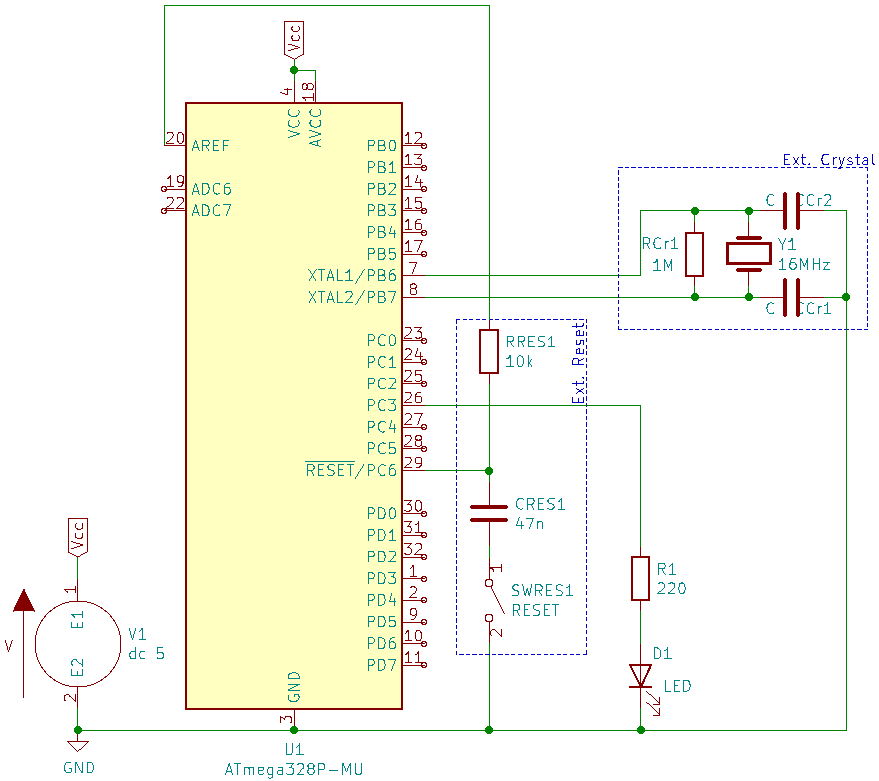 Vcc
4
18
VCC
AVCC
20
AREF
19
ADC6
22
ADC7
PB0
12
PB1
13
PB2
14
PB3
15
PB4
16
PB5
17
XTAL1/PB6
7
XTAL2/PB7
8
PC0
23
PC1
24
PC2
25
PC3
26
PC4
27
PC5
28
RESET/PC6
29
PD0
30
PD1
31
PD2
32
PD3
1
PD4
2
PD5
9
PD6
10
PD7
11
GND
3
U1
ATmega328P-MU
Ext. Crystal
C
CCr2
RCr1
1M
Y1
16MHz
C
CCr1
Ext. Reset
RRES1
10k
CRES1
47n
1
SWRES1
RESET
2
R1
220
D1
LED
Vcc
1
E1
V
V1
dc 5
E2
2
GND